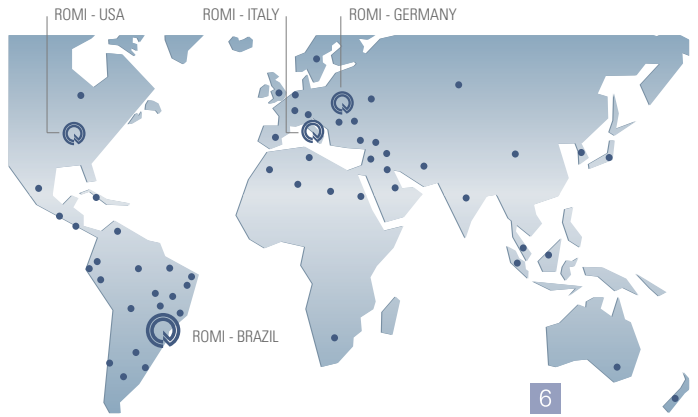 ROMI - USA
ROMI - ITALY
ROMI - GERMANY
ROMI - BRAZIL
6